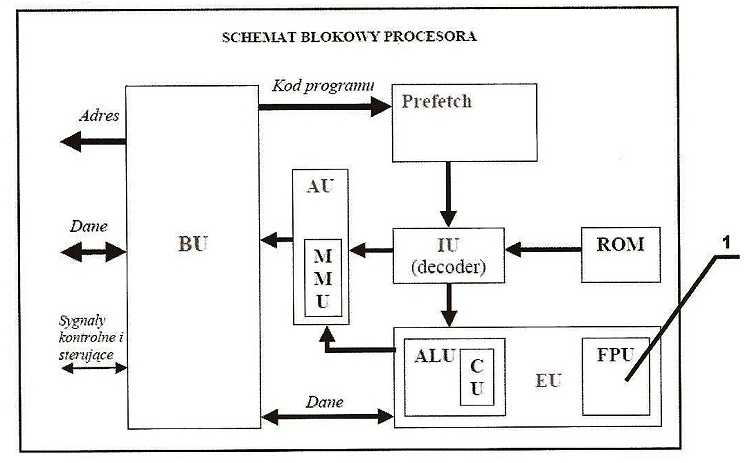 SCHEMAT BLOKOWY PROCESORA
Kod programu
Prefetch
Adres
AU
1
Dane
BU
IU
(decoder)
ROM
M
M
U
Sygnały
kontrolne i
sterujące
ALU
C
U
EU
FPU
Dane